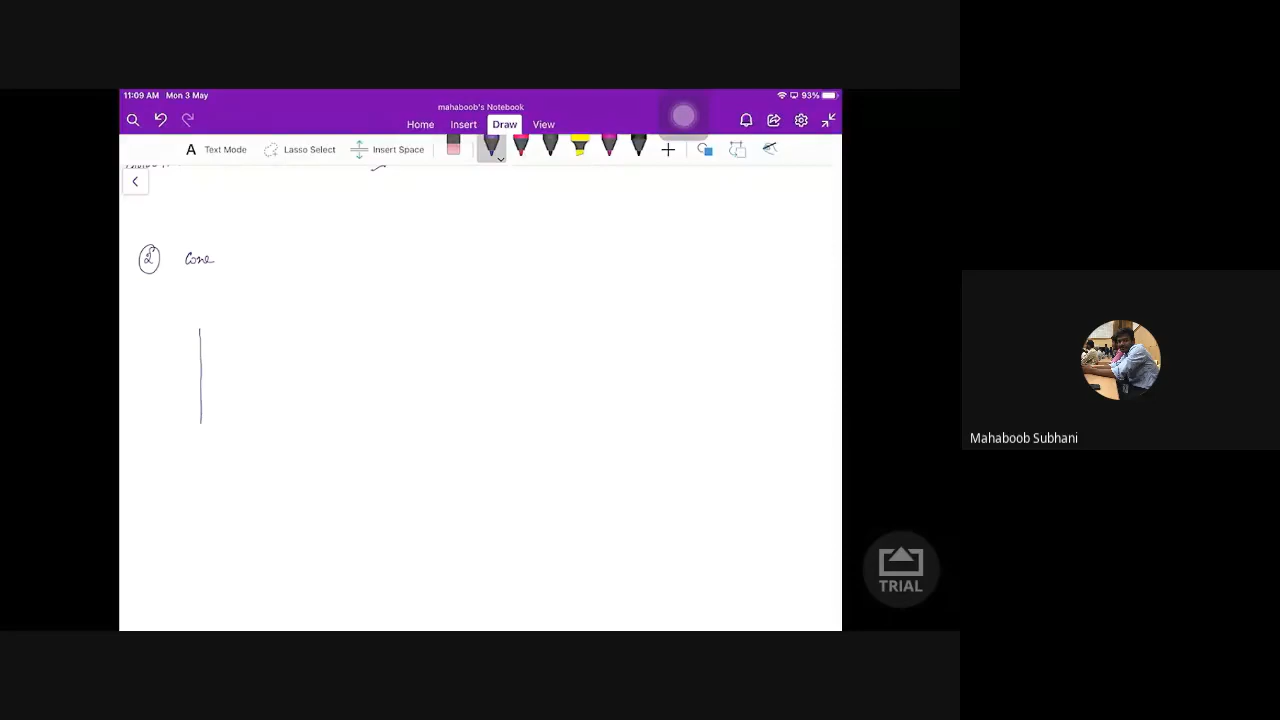 11:09 AM Mon 3 May
93%
mahaboob's Notebook
Home Insert Draw View
A Text Mode Lasso Select Insert Space
2 Cone
Mahaboob Subhani
TRIAL